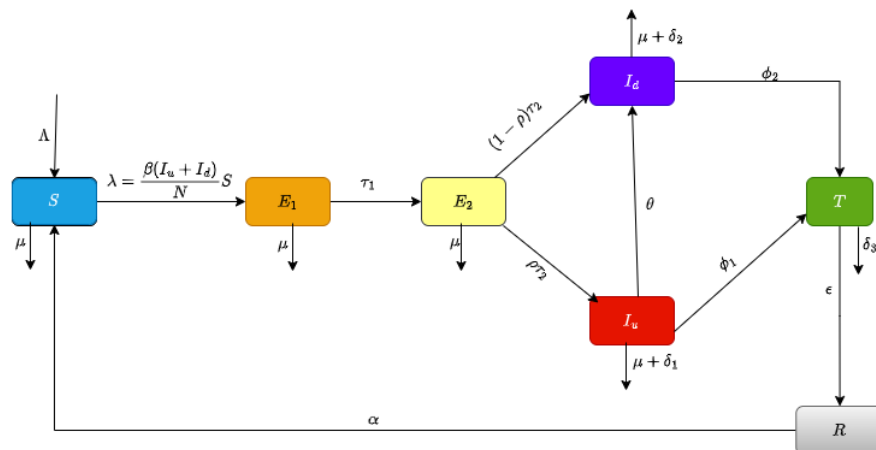 μ + δ₂
I_d
ϕ₂
(1 − ρ)τ₂
Λ
λ = β(I_u + I_d)/N S
S
E₁
τ₁
E₂
T
μ
μ
μ
θ
δ₃
ρτ₂
ϕ₁
ϵ
I_u
μ + δ₁
α
R